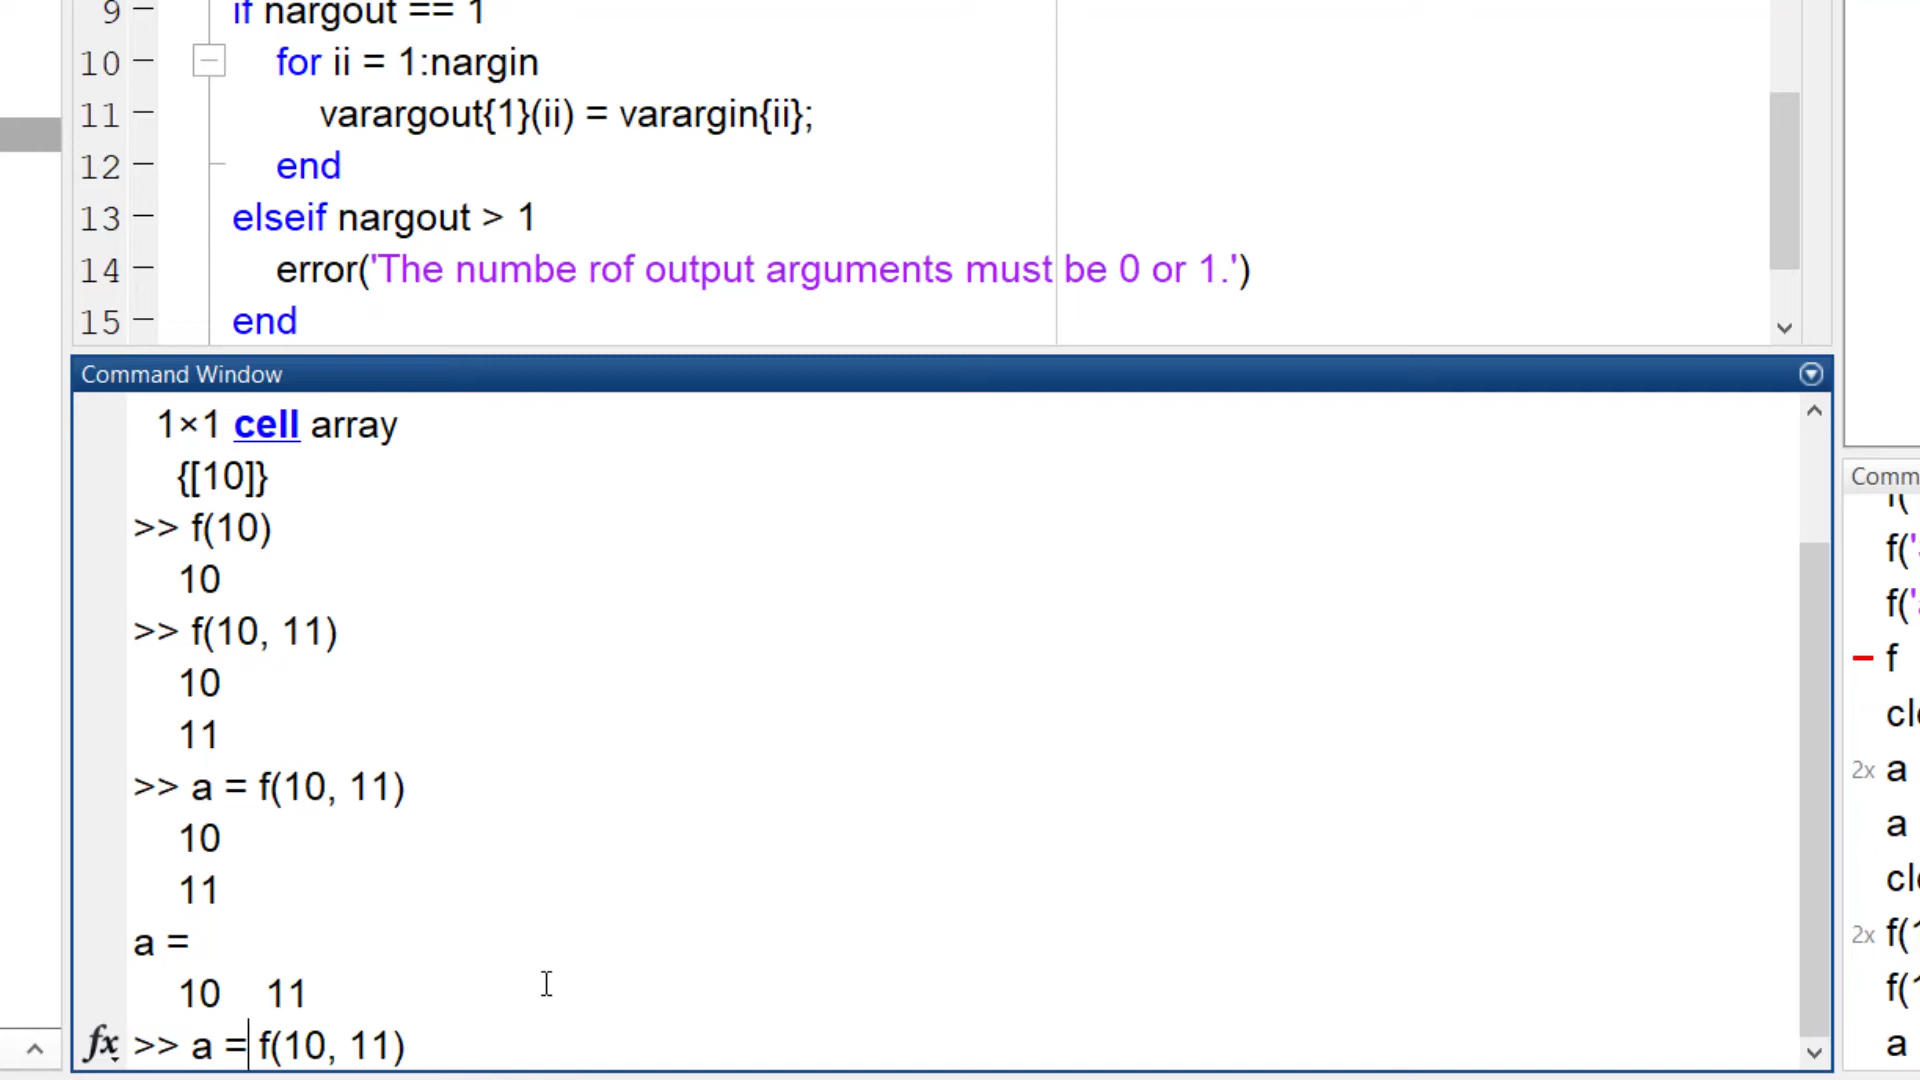 9 if nargout == 1
10 for ii = 1:nargin
11 varargout{1}(ii) = varargin{ii};
12 end
13 elseif nargout > 1
14 error('The numbe rof output arguments must be 0 or 1.')
15 end
Command Window
1×1 cell array
{[10]}
>> f(10)
10
>> f(10, 11)
10
11
>> a = f(10, 11)
10
11
a =
10 11
fx >> a = f(10, 11)
Comm
f('
f('
f
cl
2x a
a
cl
2x f(1
f(1
a